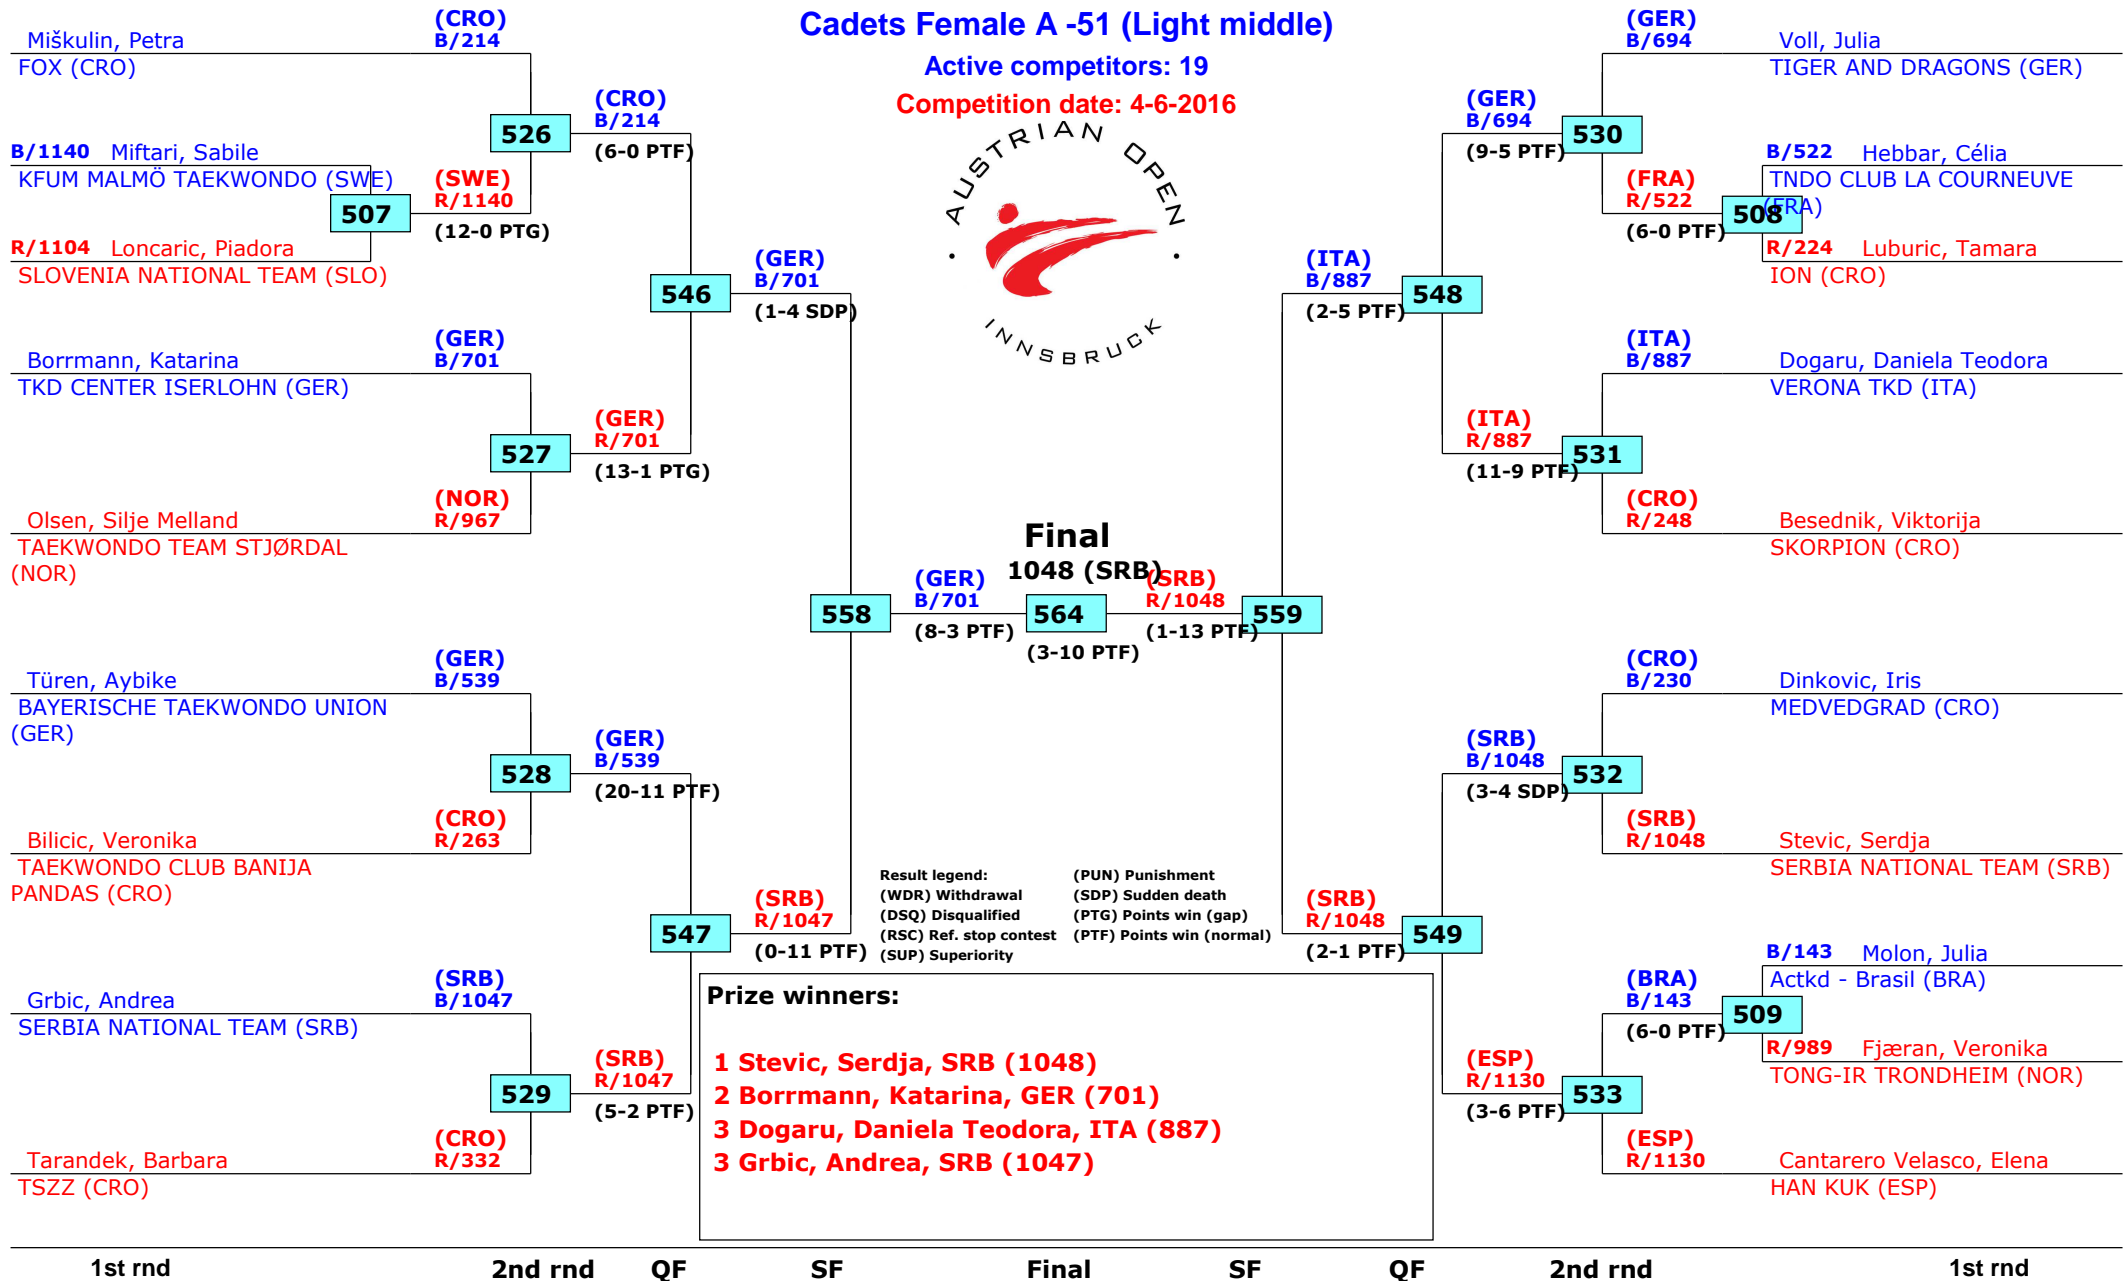 Cadets Female A -51 (Light middle)
Active competitors: 19
Competition date: 4-6-2016
AUSTRIAN OPEN
INNSBRUCK
(CRO)
B/214
Miškulin, Petra
FOX (CRO)
526
(CRO)
B/214
(6-0 PTF)
B/1140 Miftari, Sabile
KFUM MALMÖ TAEKWONDO (SWE)
507
(SWE)
R/1140
(12-0 PTG)
R/1104 Loncaric, Piadora
SLOVENIA NATIONAL TEAM (SLO)
546
(GER)
B/701
(1-4 SDP)
(GER)
B/701
Borrmann, Katarina
TKD CENTER ISERLOHN (GER)
527
(GER)
R/701
(13-1 PTG)
(NOR)
R/967
Olsen, Silje Melland
TAEKWONDO TEAM STJØRDAL
(NOR)
558
(GER)
B/701
(8-3 PTF)
(GER)
B/539
Türen, Aybike
BAYERISCHE TAEKWONDO UNION
(GER)
528
(GER)
B/539
(20-11 PTF)
(CRO)
R/263
Bilicic, Veronika
TAEKWONDO CLUB BANIJA
PANDAS (CRO)
547
(SRB)
R/1047
(0-11 PTF)
(SRB)
B/1047
Grbic, Andrea
SERBIA NATIONAL TEAM (SRB)
529
(SRB)
R/1047
(5-2 PTF)
(CRO)
R/332
Tarandek, Barbara
TSZZ (CRO)
Final
1048 (SRB)
564
(3-10 PTF)
(SRB)
R/1048
(1-13 PTF)
559
(GER)
B/694
Voll, Julia
TIGER AND DRAGONS (GER)
(GER)
B/694
(9-5 PTF)
530
B/522 Hebbar, Célia
TNDO CLUB LA COURNEUVE
(FRA)
(FRA)
R/522
(6-0 PTF)
508
R/224 Luburic, Tamara
ION (CRO)
(ITA)
B/887
(2-5 PTF)
548
(ITA)
B/887
Dogaru, Daniela Teodora
VERONA TKD (ITA)
(ITA)
R/887
(11-9 PTF)
531
(CRO)
R/248
Besednik, Viktorija
SKORPION (CRO)
(CRO)
B/230
Dinkovic, Iris
MEDVEDGRAD (CRO)
(SRB)
B/1048
(3-4 SDP)
532
(SRB)
R/1048
Stevic, Serdja
SERBIA NATIONAL TEAM (SRB)
(SRB)
R/1048
(2-1 PTF)
549
B/143 Molon, Julia
Actkd - Brasil (BRA)
(BRA)
B/143
(6-0 PTF)
509
R/989 Fjæran, Veronika
TONG-IR TRONDHEIM (NOR)
(ESP)
R/1130
(3-6 PTF)
533
(ESP)
R/1130
Cantarero Velasco, Elena
HAN KUK (ESP)
Result legend: (PUN) Punishment
(WDR) Withdrawal (SDP) Sudden death
(DSQ) Disqualified (PTG) Points win (gap)
(RSC) Ref. stop contest (PTF) Points win (normal)
(SUP) Superiority
Prize winners:
1 Stevic, Serdja, SRB (1048)
2 Borrmann, Katarina, GER (701)
3 Dogaru, Daniela Teodora, ITA (887)
3 Grbic, Andrea, SRB (1047)
1st rnd 2nd rnd QF SF Final SF QF 2nd rnd 1st rnd